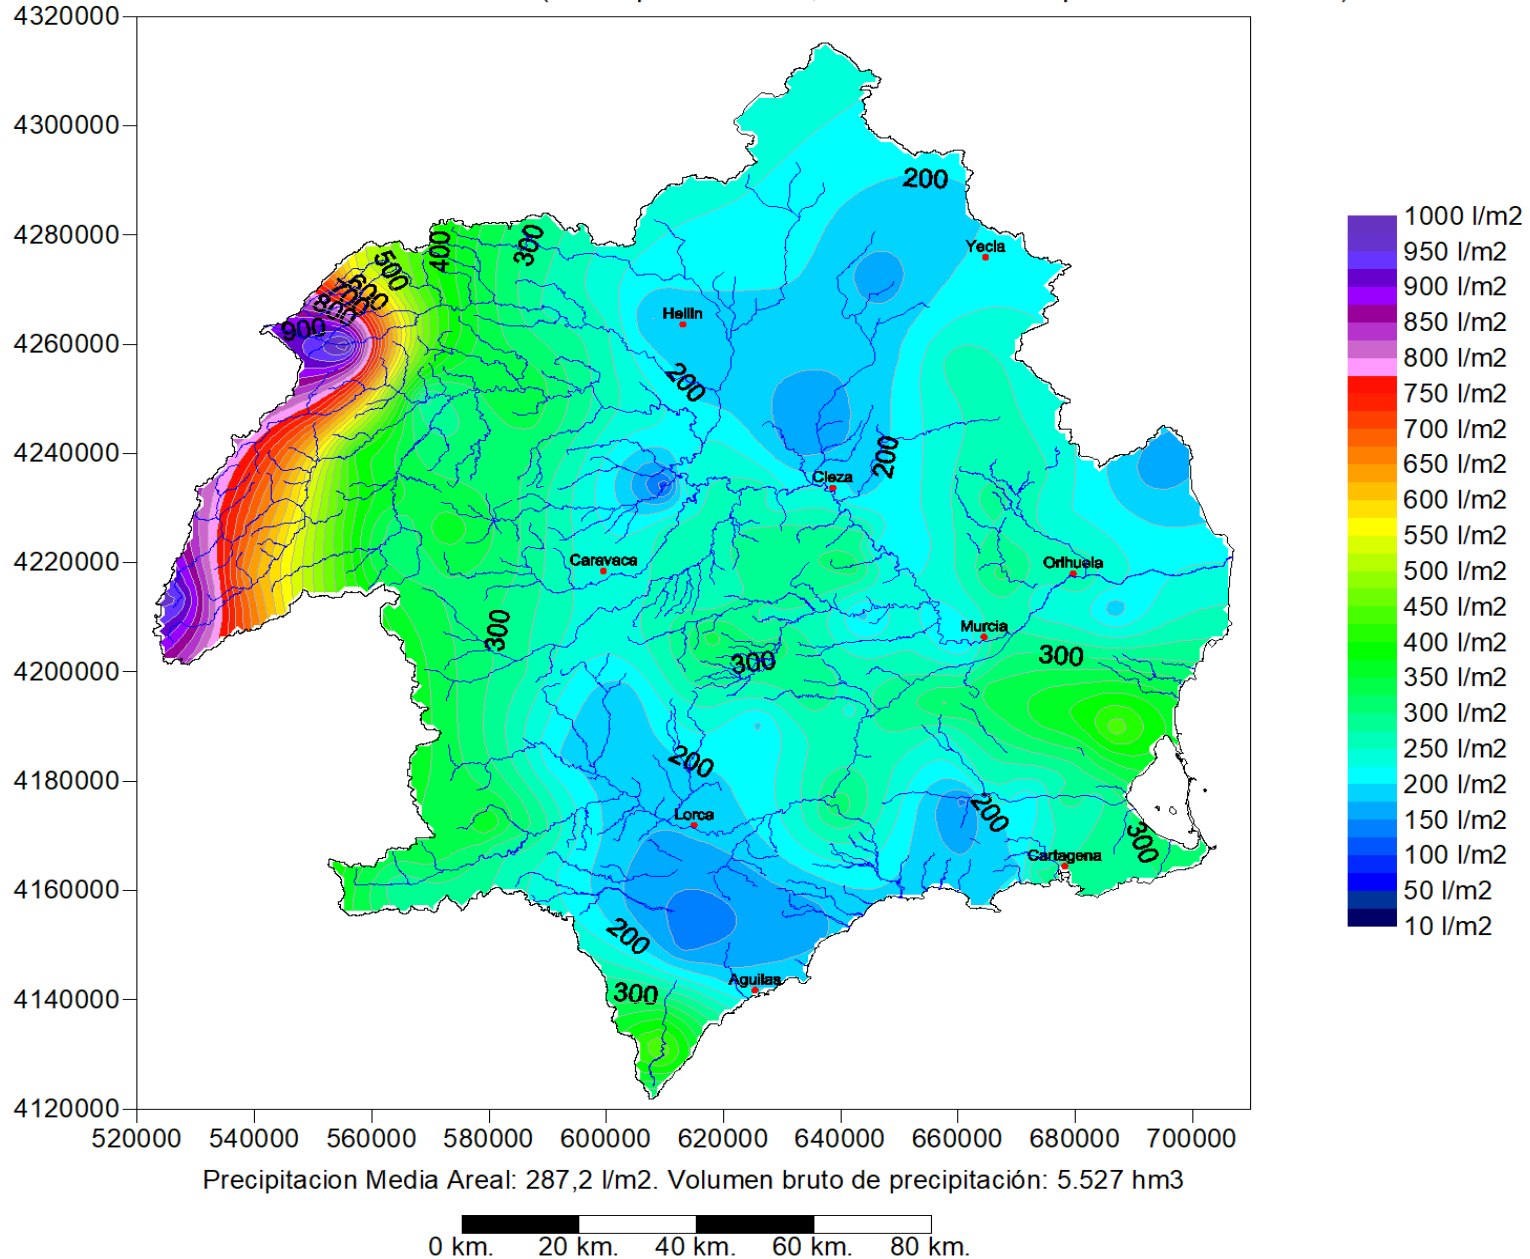 4320000
4300000
4280000
4260000
4240000
4220000
4200000
4180000
4160000
4140000
4120000
520000 540000 560000 580000 600000 620000 640000 660000 680000 700000
200
Yecla
300
400
500
600
700
800
900
Hellin
200
200
Cieza
Caravaca
Orihuela
300
Murcia
300
300
200
Lorca
200
Cartagena
300
200
Aguilas
300
1000 l/m2
950 l/m2
900 l/m2
850 l/m2
800 l/m2
750 l/m2
700 l/m2
650 l/m2
600 l/m2
550 l/m2
500 l/m2
450 l/m2
400 l/m2
350 l/m2
300 l/m2
250 l/m2
200 l/m2
150 l/m2
100 l/m2
50 l/m2
10 l/m2
Precipitacion Media Areal: 287,2 l/m2. Volumen bruto de precipitación: 5.527 hm3
0 km. 20 km. 40 km. 60 km. 80 km.